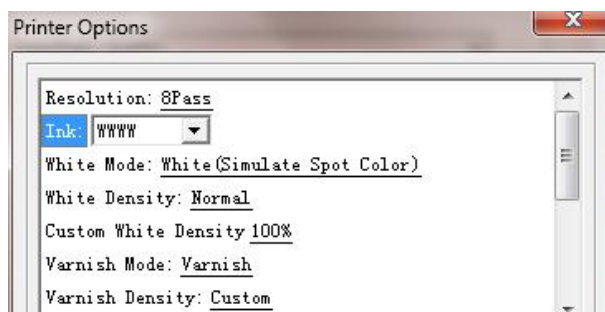 Printer Options
Resolution: 8Pass
Ink: WWWW
White Mode: White(Simulate Spot Color)
White Density: Normal
Custom White Density 100%
Varnish Mode: Varnish
Varnish Density: Custom